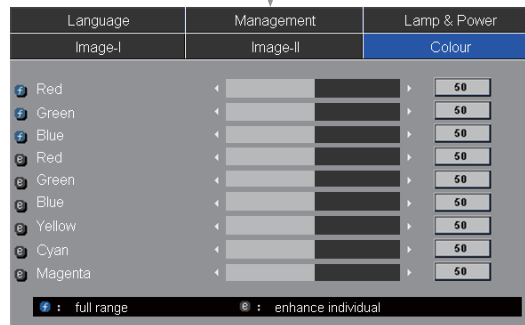 Language Management Lamp & Power
Image-I Image-II Colour
f Red 50
f Green 50
f Blue 50
e Red 50
e Green 50
e Blue 50
e Yellow 50
e Cyan 50
e Magenta 50
f : full range e : enhance individual